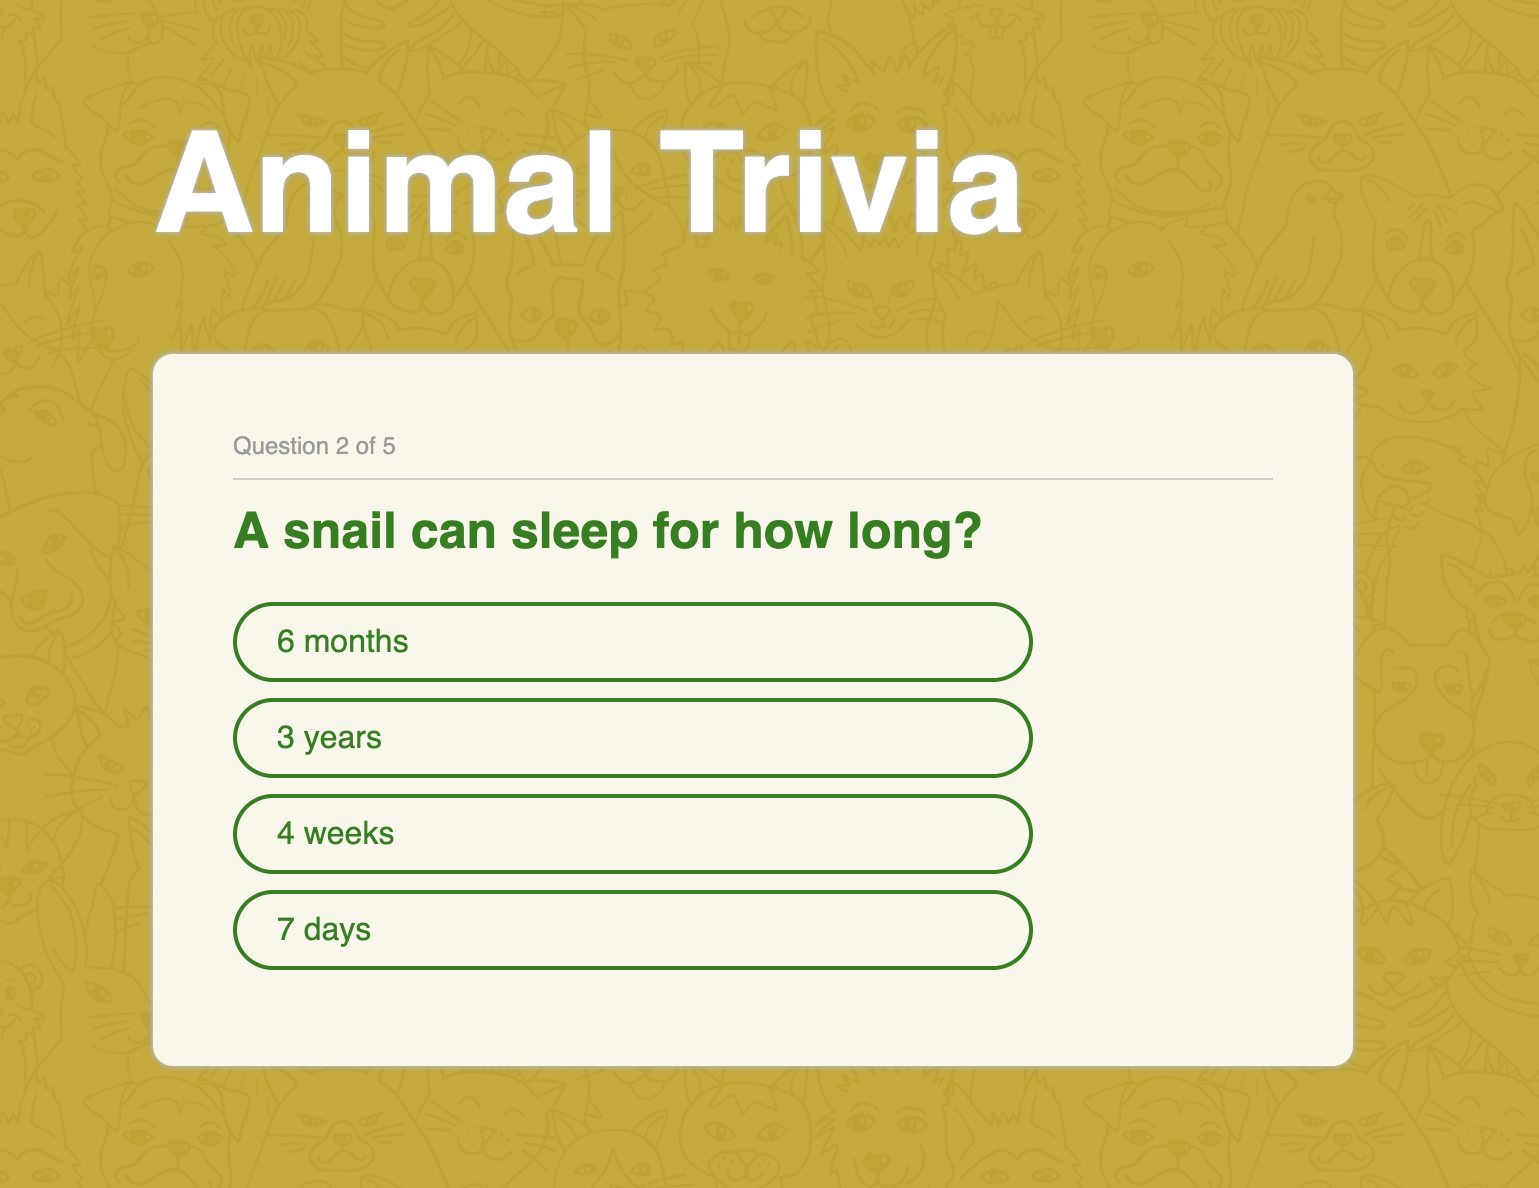 Animal Trivia
Question 2 of 5
A snail can sleep for how long?
6 months
3 years
4 weeks
7 days